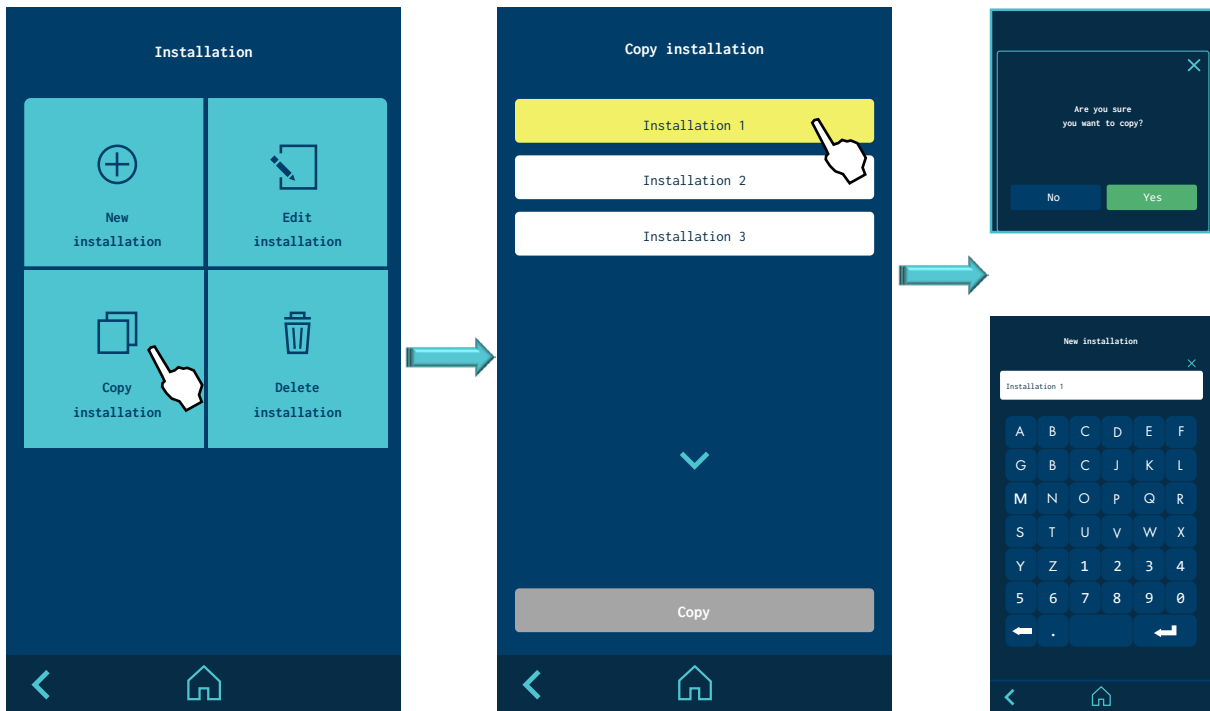 Installation
New
installation
Edit
installation
Copy
installation
Delete
installation
Copy installation
Installation 1
Installation 2
Installation 3
Copy
Are you sure
you want to copy?
No
Yes
New installation
Installation 1
A B C D E F
G B C J K L
M N O P Q R
S T U V W X
Y Z 1 2 3 4
5 6 7 8 9 0
.